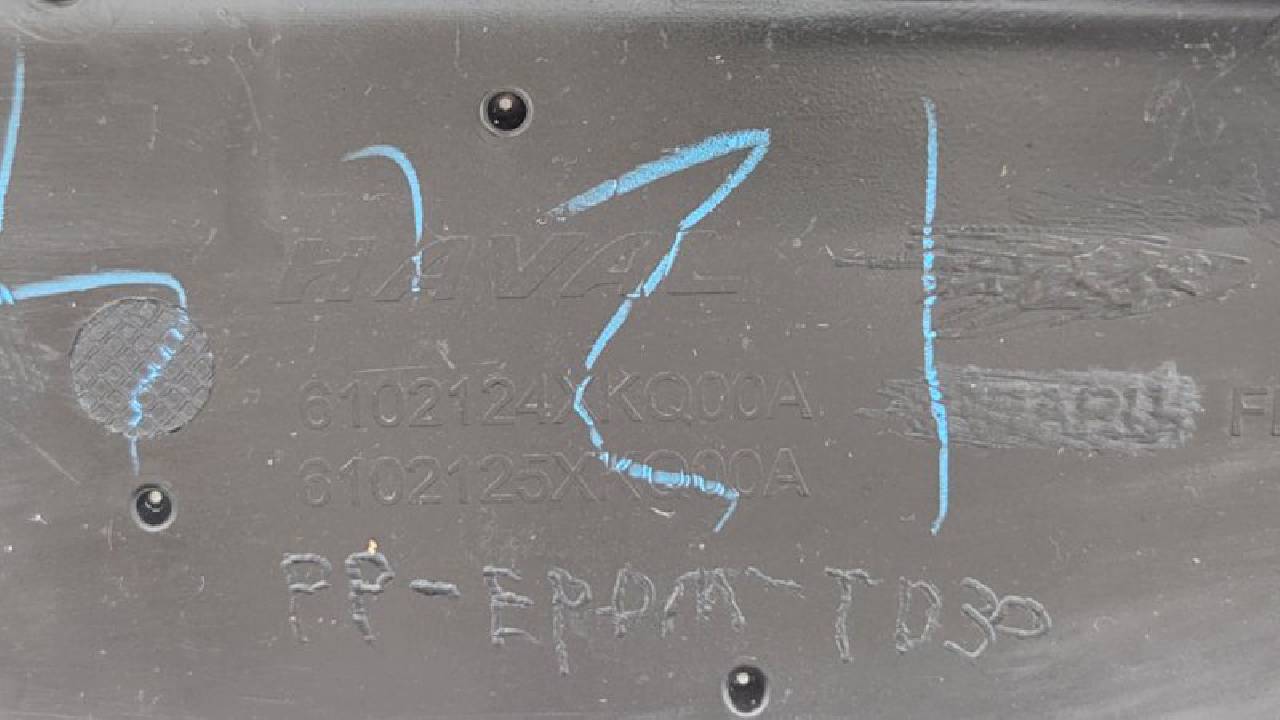 HAVAL
6102124XKQ00A
6102125XKQ00A
PP-EPDM-TD30